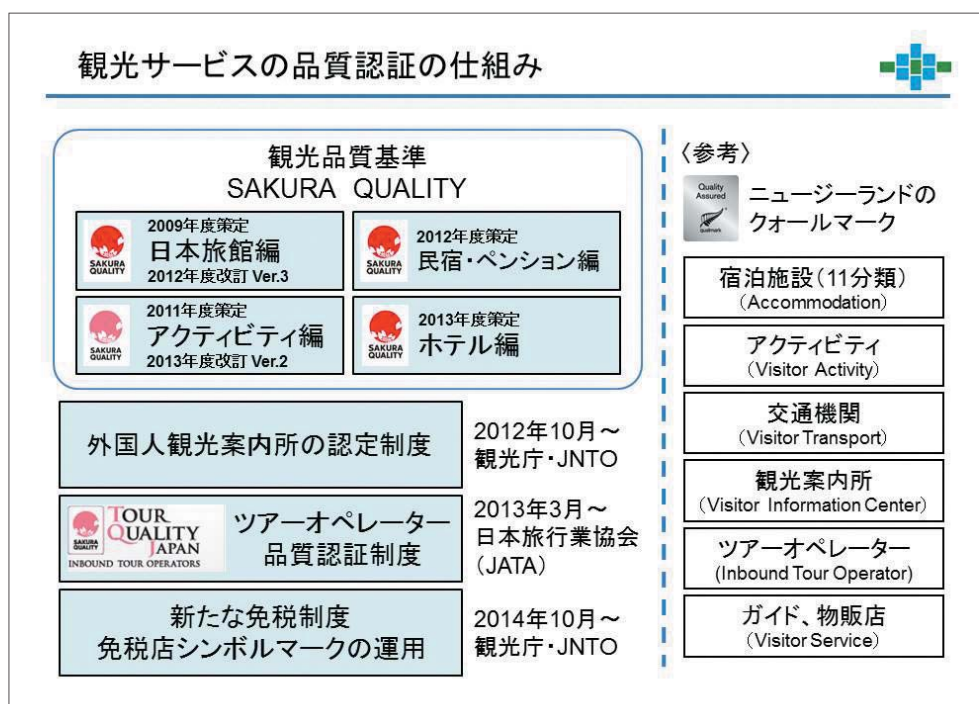 観光サービスの品質認証の仕組み
観光品質基準
SAKURA QUALITY
SAKURA
QUALITY
2009年度策定
日本旅館編
2012年度改訂 Ver.3
SAKURA
QUALITY
2012年度策定
民宿・ペンション編
SAKURA
QUALITY
2011年度策定
アクティビティ編
2013年度改訂 Ver.2
SAKURA
QUALITY
2013年度策定
ホテル編
外国人観光案内所の認定制度
2012年10月～
観光庁・JNTO
SAKURA
QUALITY
TOUR
QUALITY
JAPAN
INBOUND TOUR OPERATORS
ツアーオペレーター
品質認証制度
2013年3月～
日本旅行業協会
(JATA)
新たな免税制度
免税店シンボルマークの運用
2014年10月～
観光庁・JNTO
〈参考〉
Quality
Assured
qualmark
ニュージーランドの
クォールマーク
宿泊施設(11分類)
(Accommodation)
アクティビティ
(Visitor Activity)
交通機関
(Visitor Transport)
観光案内所
(Visitor Information Center)
ツアーオペレーター
(Inbound Tour Operator)
ガイド、物販店
(Visitor Service)